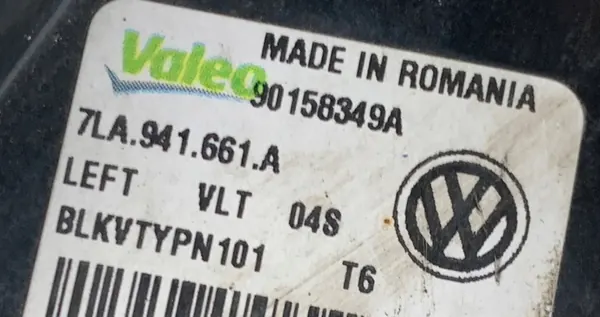 Valeo MADE IN ROMANIA
90158349A
7LA.941.661.A
LEFT VLT 04S
BLKVTYPN101 T6